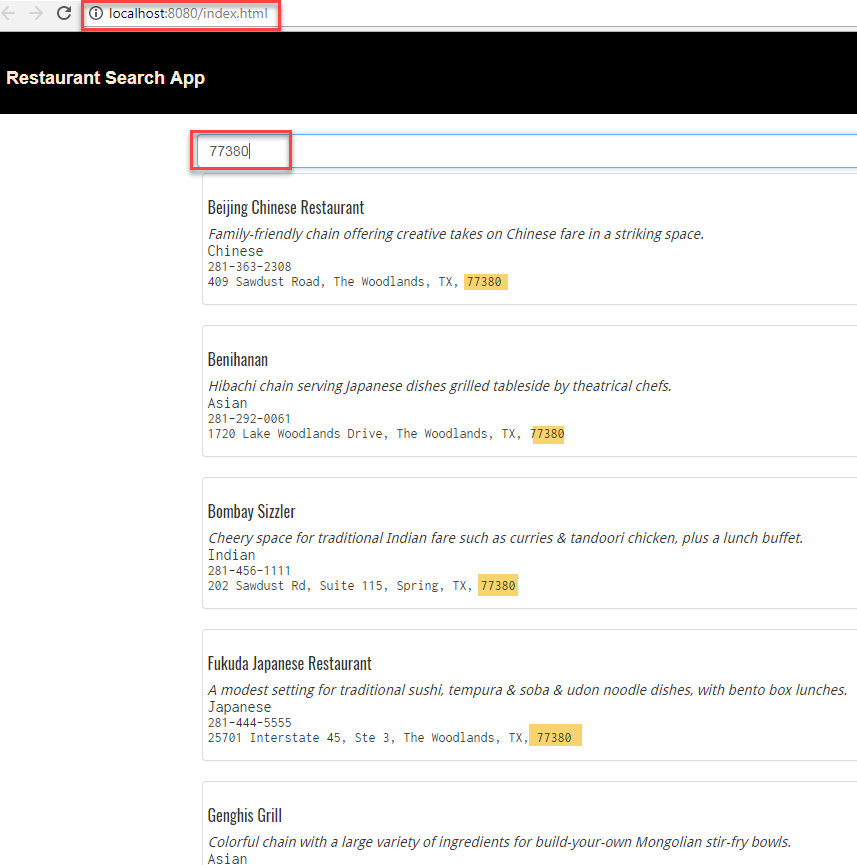 localhost:8080/index.html
Restaurant Search App
77380
Beijing Chinese Restaurant
Family-friendly chain offering creative takes on Chinese fare in a striking space.
Chinese
281-363-2308
409 Sawdust Road, The Woodlands, TX, 77380
Benihanan
Hibachi chain serving Japanese dishes grilled tableside by theatrical chefs.
Asian
281-292-0061
1720 Lake Woodlands Drive, The Woodlands, TX, 77380
Bombay Sizzler
Cheery space for traditional Indian fare such as curries & tandoori chicken, plus a lunch buffet.
Indian
281-456-1111
202 Sawdust Rd, Suite 115, Spring, TX, 77380
Fukuda Japanese Restaurant
A modest setting for traditional sushi, tempura & soba & udon noodle dishes, with bento box lunches.
Japanese
281-444-5555
25701 Interstate 45, Ste 3, The Woodlands, TX, 77380
Genghis Grill
Colorful chain with a large variety of ingredients for build-your-own Mongolian stir-fry bowls.
Asian